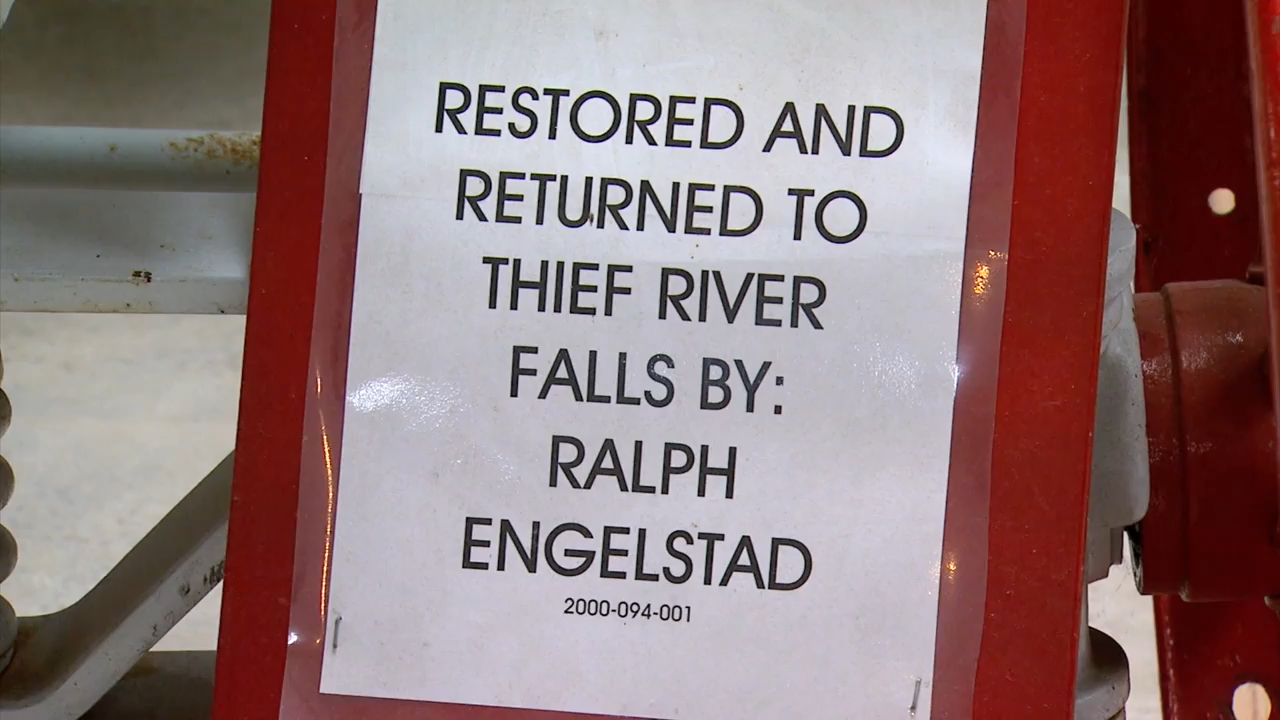 RESTORED AND
RETURNED TO
THIEF RIVER
FALLS BY:
RALPH
ENGELSTAD
2000-094-001